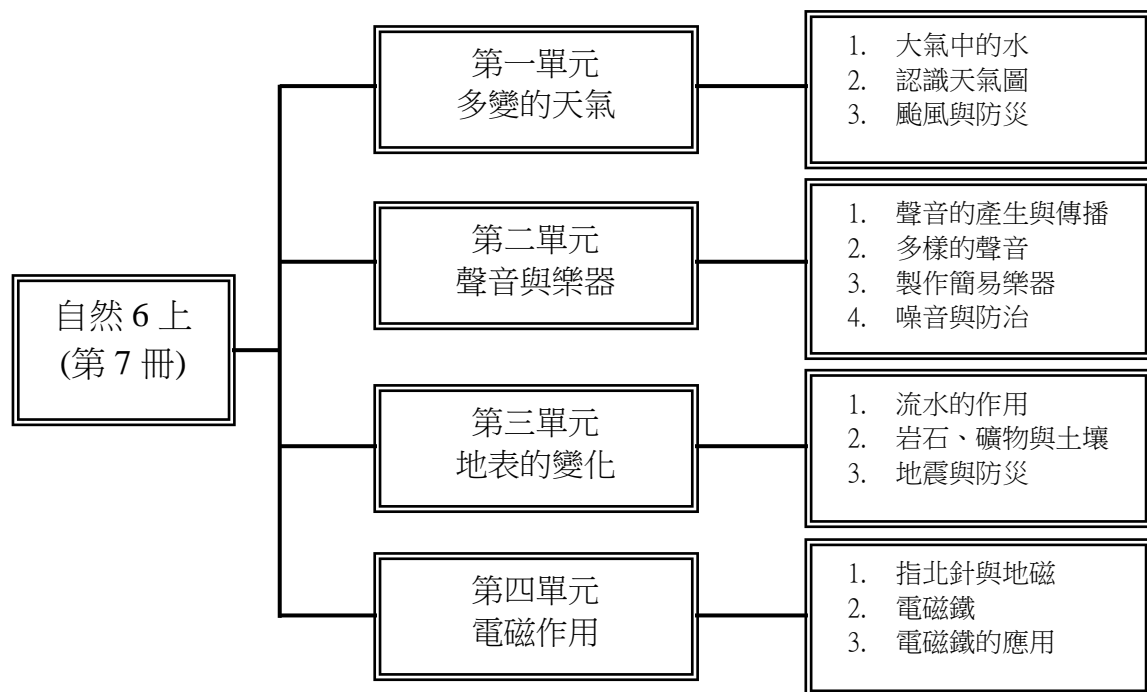 自然 6 上
(第 7 冊)
第一單元
多變的天氣
1. 大氣中的水
2. 認識天氣圖
3. 颱風與防災
第二單元
聲音與樂器
1. 聲音的產生與傳播
2. 多樣的聲音
3. 製作簡易樂器
4. 噪音與防治
第三單元
地表的變化
1. 流水的作用
2. 岩石、礦物與土壤
3. 地震與防災
第四單元
電磁作用
1. 指北針與地磁
2. 電磁鐵
3. 電磁鐵的應用